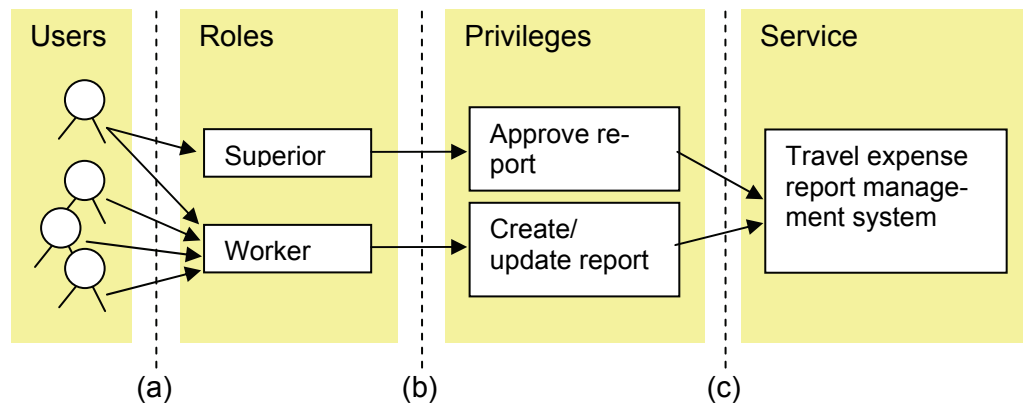 Users
Roles
Privileges
Service
Superior
Approve re-
port
Travel expense
report manage-
ment system
Worker
Create/
update report
(a)
(b)
(c)